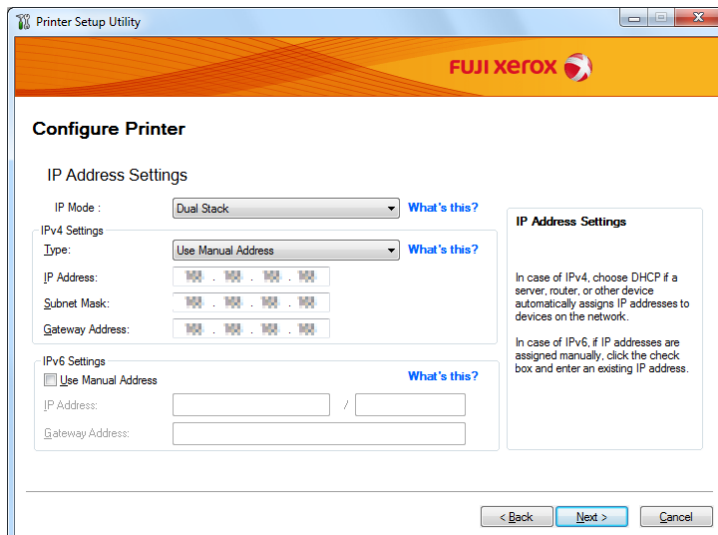 Printer Setup Utility
FUJI XEROX
Configure Printer
IP Address Settings
IP Mode :
Dual Stack
What's this?
IPv4 Settings
Type:
Use Manual Address
What's this?
IP Address:
Subnet Mask:
Gateway Address:
IPv6 Settings
Use Manual Address
What's this?
IP Address:
/
Gateway Address:
IP Address Settings
In case of IPv4, choose DHCP if a
server, router, or other device
automatically assigns IP addresses to
devices on the network.
In case of IPv6, if IP addresses are
assigned manually, click the check
box and enter an existing IP address.
< Back
Next >
Cancel